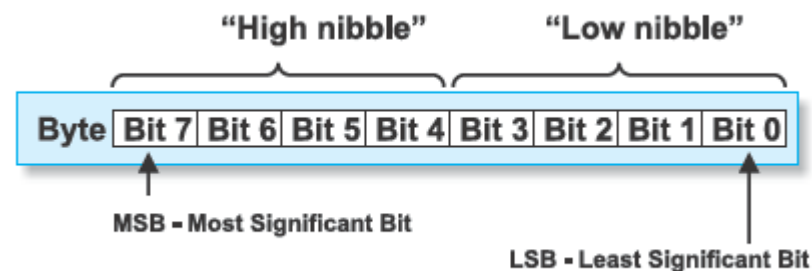 “High nibble” “Low nibble”
Byte Bit 7 Bit 6 Bit 5 Bit 4 Bit 3 Bit 2 Bit 1 Bit 0
MSB - Most Significant Bit
LSB - Least Significant Bit